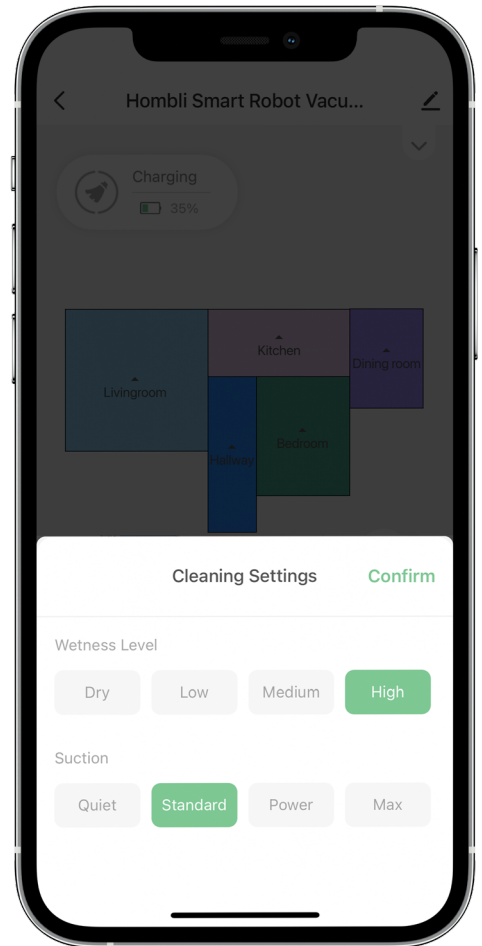 Hombli Smart Robot Vacu...
Charging
35%
Kitchen
Dining room
Livingroom
Bedroom
Hallway
Cleaning Settings
Confirm
Wetness Level
Dry
Low
Medium
High
Suction
Quiet
Standard
Power
Max